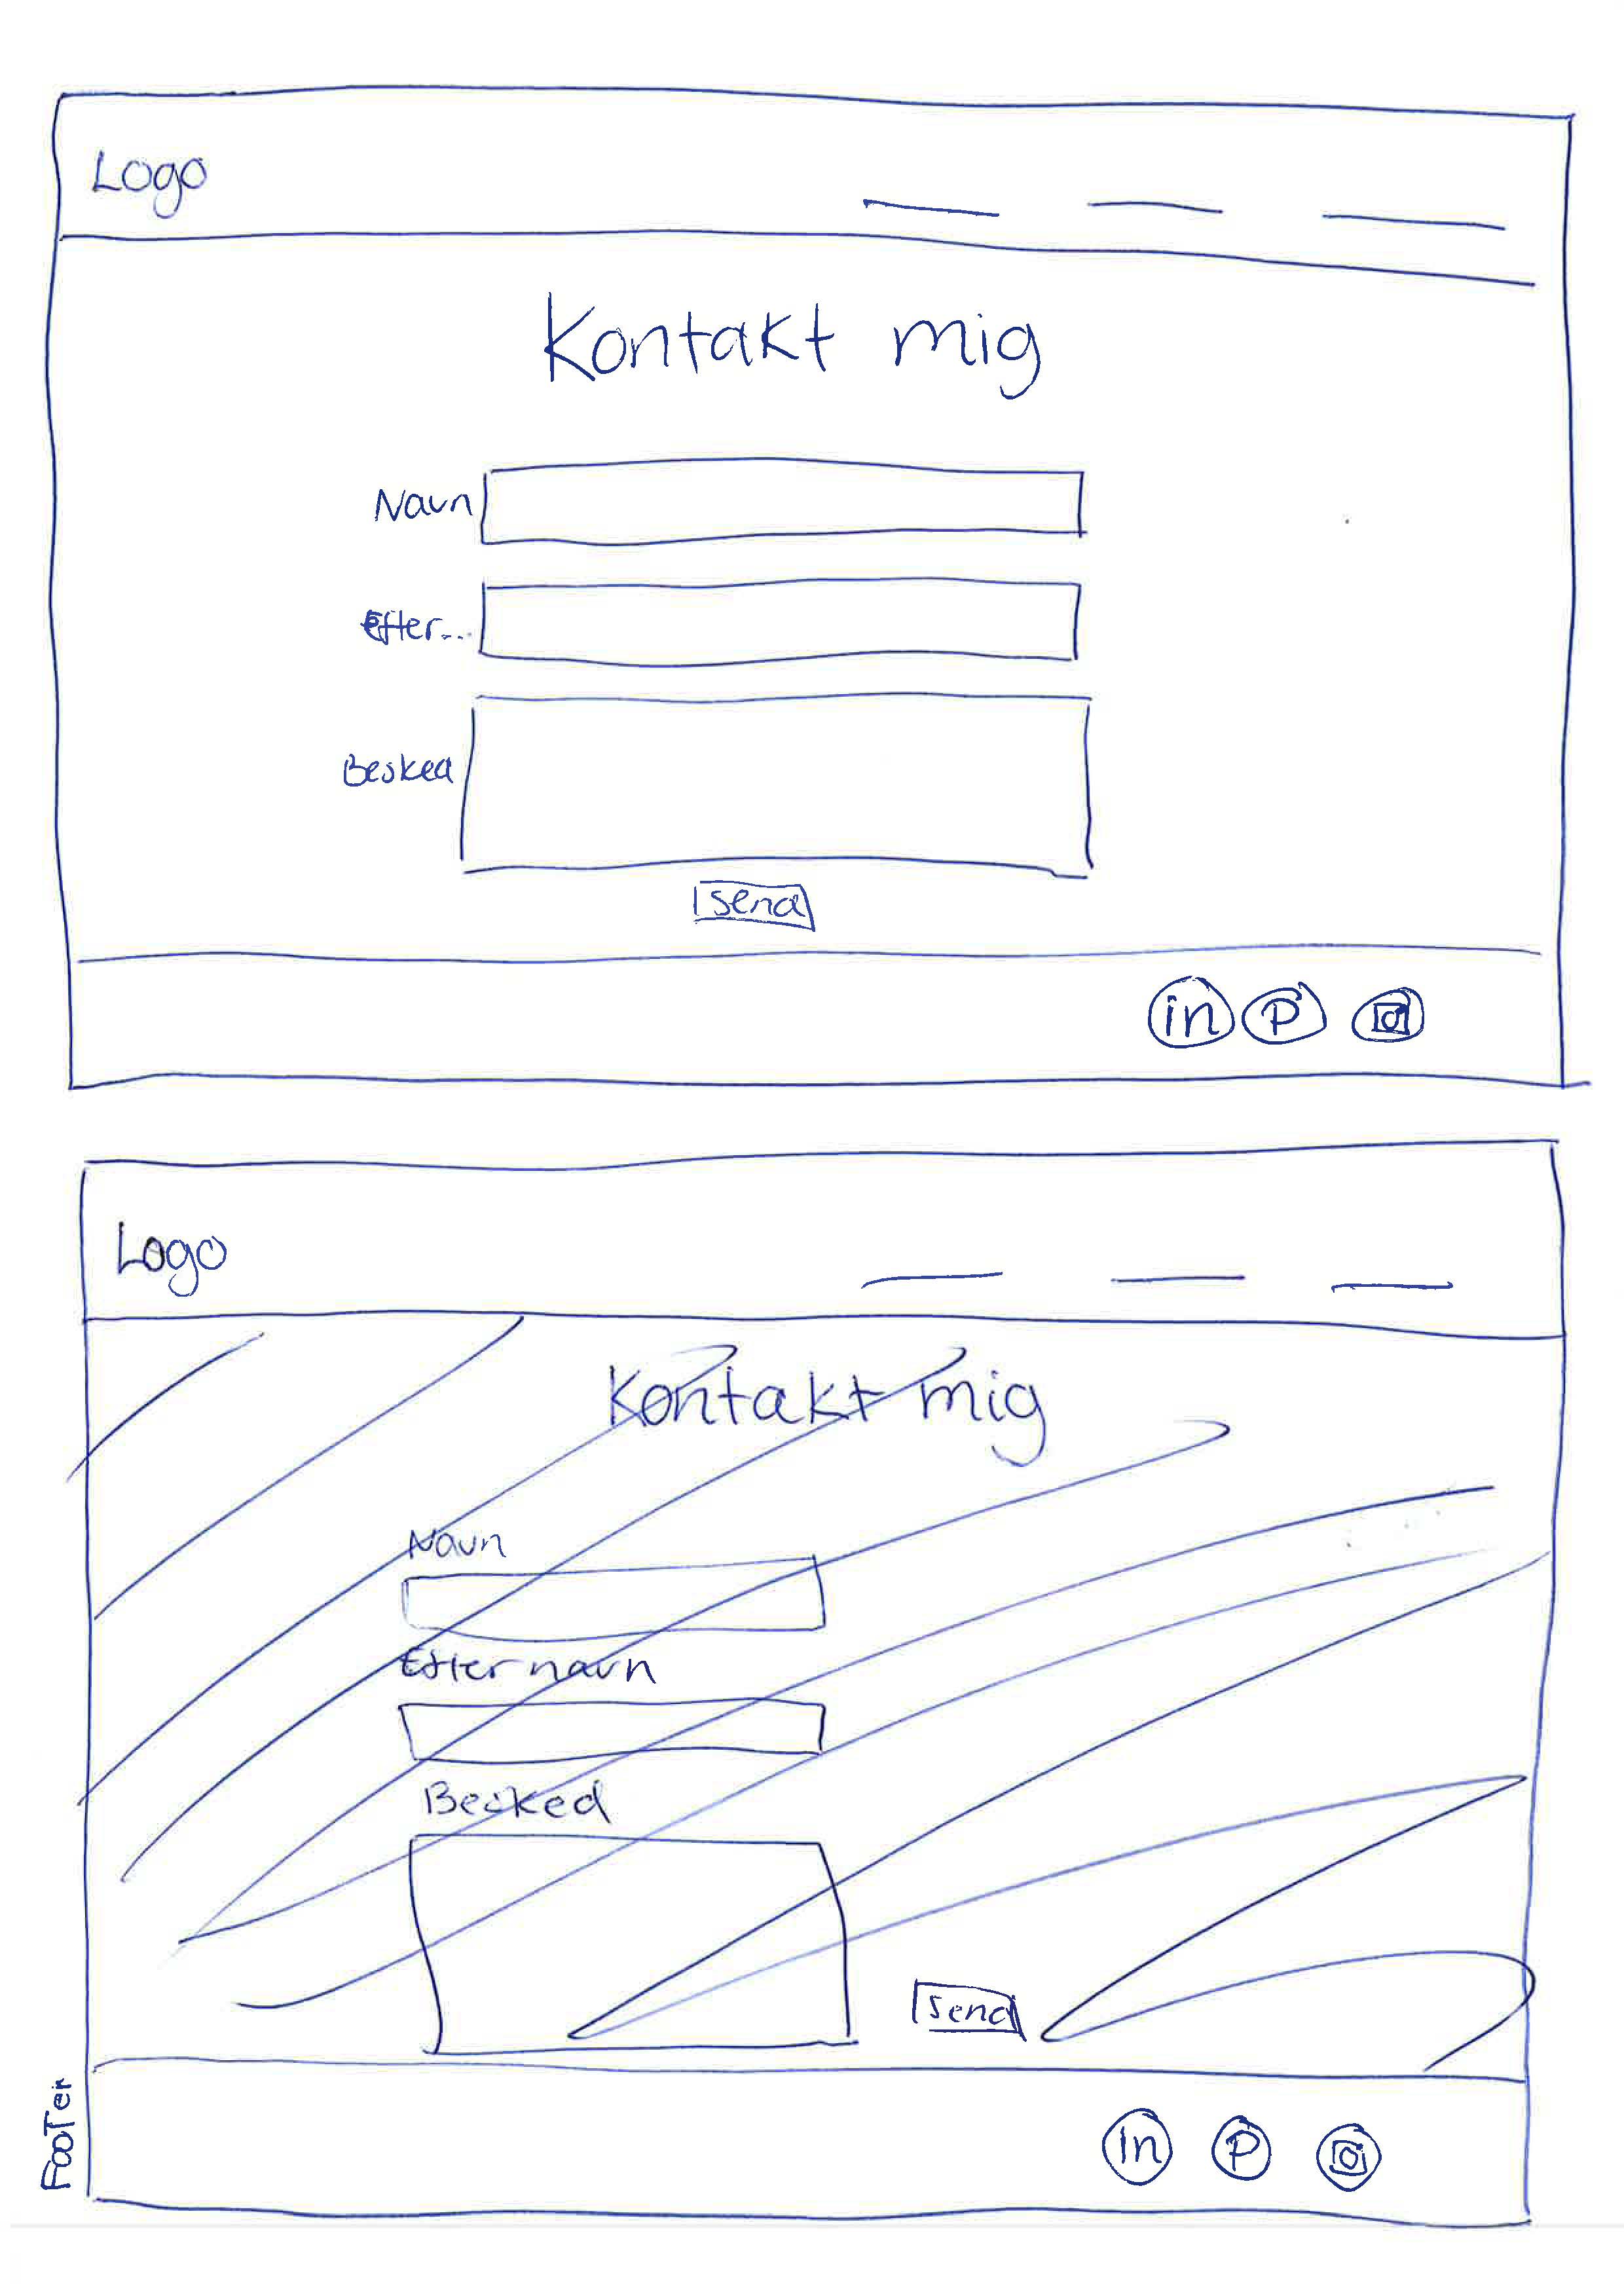 Logo
Kontakt mig
Navn
Efter...
Besked
Send
in P
Logo
Kontakt mig
Navn
Efternavn
Besked
Send
Footer
in P